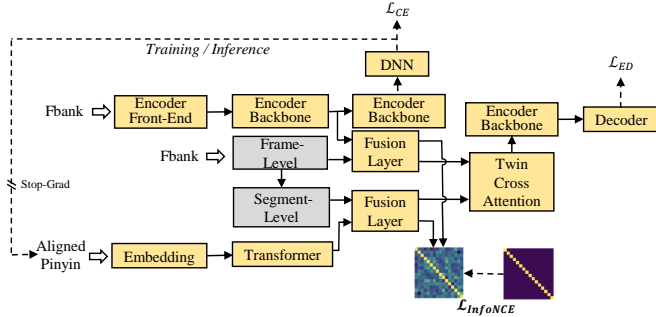 ℒ_CE
Training / Inference
DNN
ℒ_ED
Fbank
Encoder
Front-End
Encoder
Backbone
Encoder
Backbone
Encoder
Backbone
Decoder
Fbank
Frame-
Level
Fusion
Layer
Twin
Cross
Attention
Stop-Grad
Segment-
Level
Fusion
Layer
Aligned
Pinyin
Embedding
Transformer
ℒ_InfoNCE